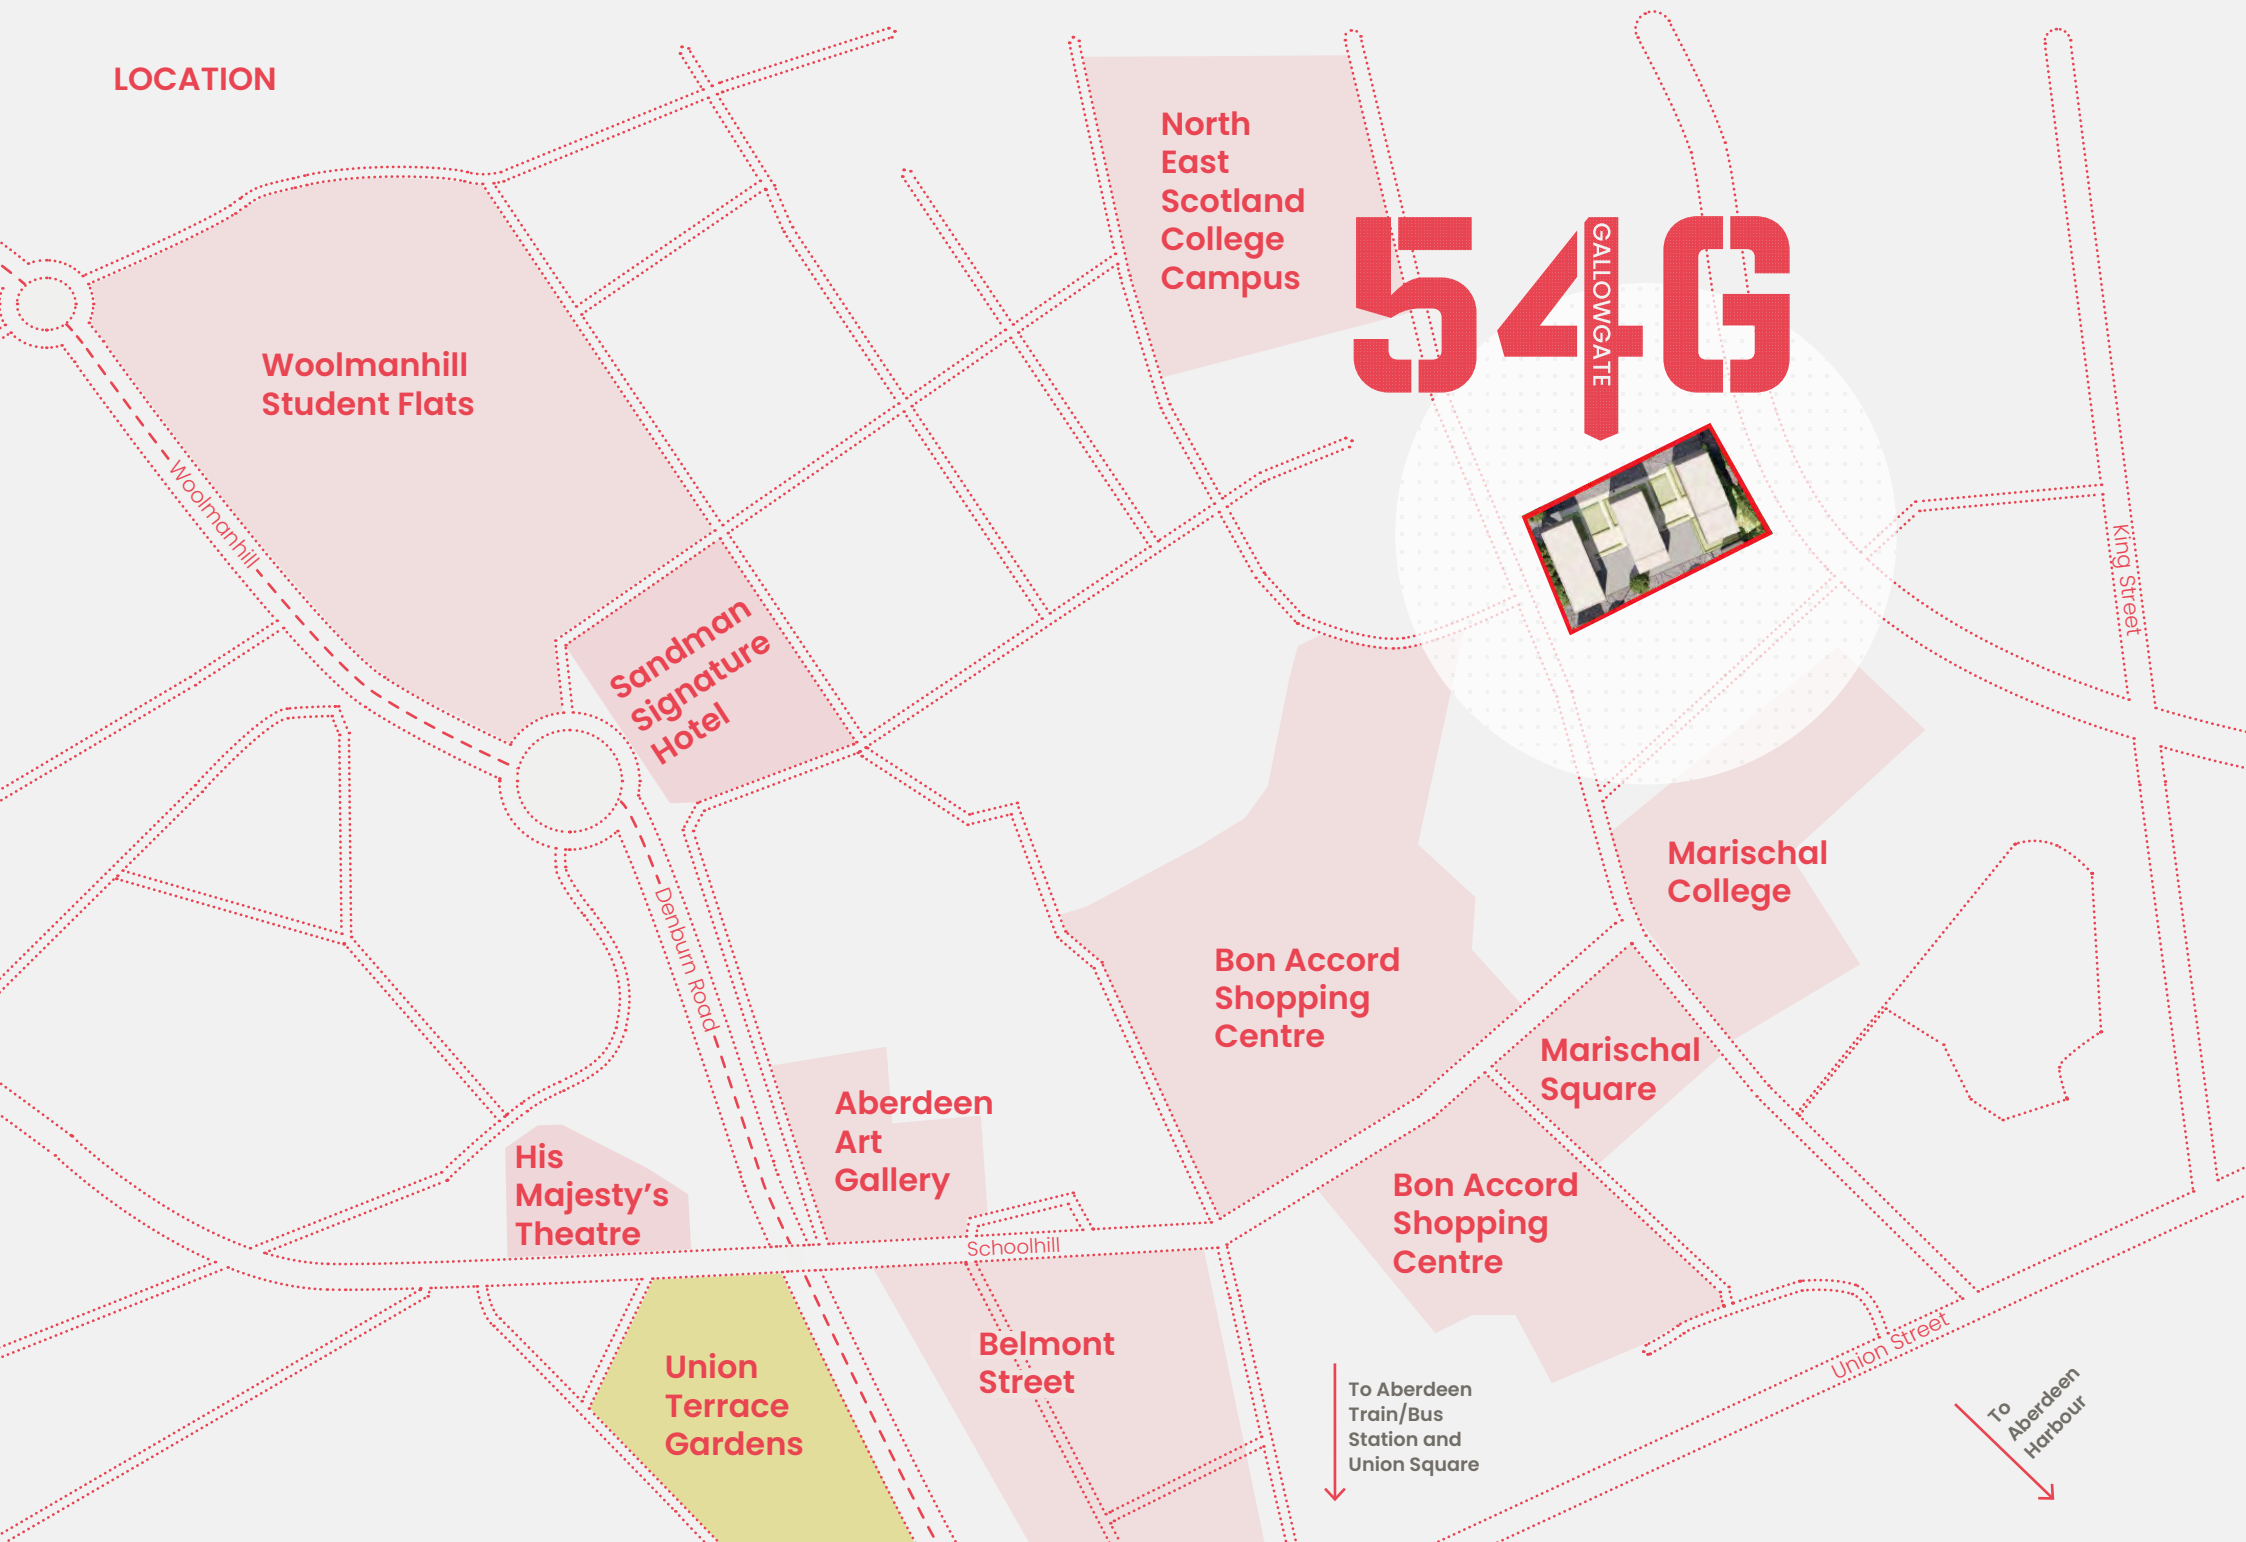 LOCATION
North
East
Scotland
College
Campus
54G
GALLOWGATE
Woolmanhill
Student Flats
Woolmanhill
King Street
Sandman
Signature
Hotel
Marischal
College
Denburn Road
Bon Accord
Shopping
Centre
Marischal
Square
Aberdeen
Art
Gallery
His
Majesty’s
Theatre
Bon Accord
Shopping
Centre
Schoolhill
Belmont
Street
Union
Terrace
Gardens
Union Street
To Aberdeen
Train/Bus
Station and
Union Square
To
Aberdeen
Harbour